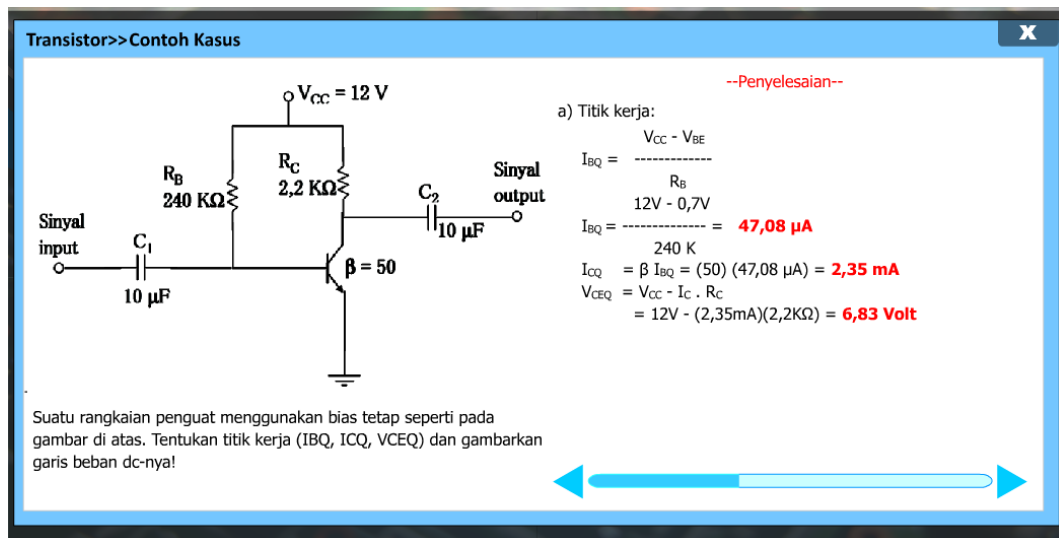 Transistor>>Contoh Kasus
X
VCC = 12 V
RB
240 KΩ
RC
2,2 KΩ
Sinyal
output
C2
10 μF
Sinyal
input
C1
10 μF
β = 50
Suatu rangkaian penguat menggunakan bias tetap seperti pada
gambar di atas. Tentukan titik kerja (IBQ, ICQ, VCEQ) dan gambarkan
garis beban dc-nya!
--Penyelesaian--
a) Titik kerja:
VCC - VBE
IBQ = -------------
RB
12V - 0,7V
IBQ = -------------- = 47,08 μA
240 K
ICQ = β IBQ = (50) (47,08 μA) = 2,35 mA
VCEQ = VCC - IC . RC
= 12V - (2,35mA)(2,2KΩ) = 6,83 Volt